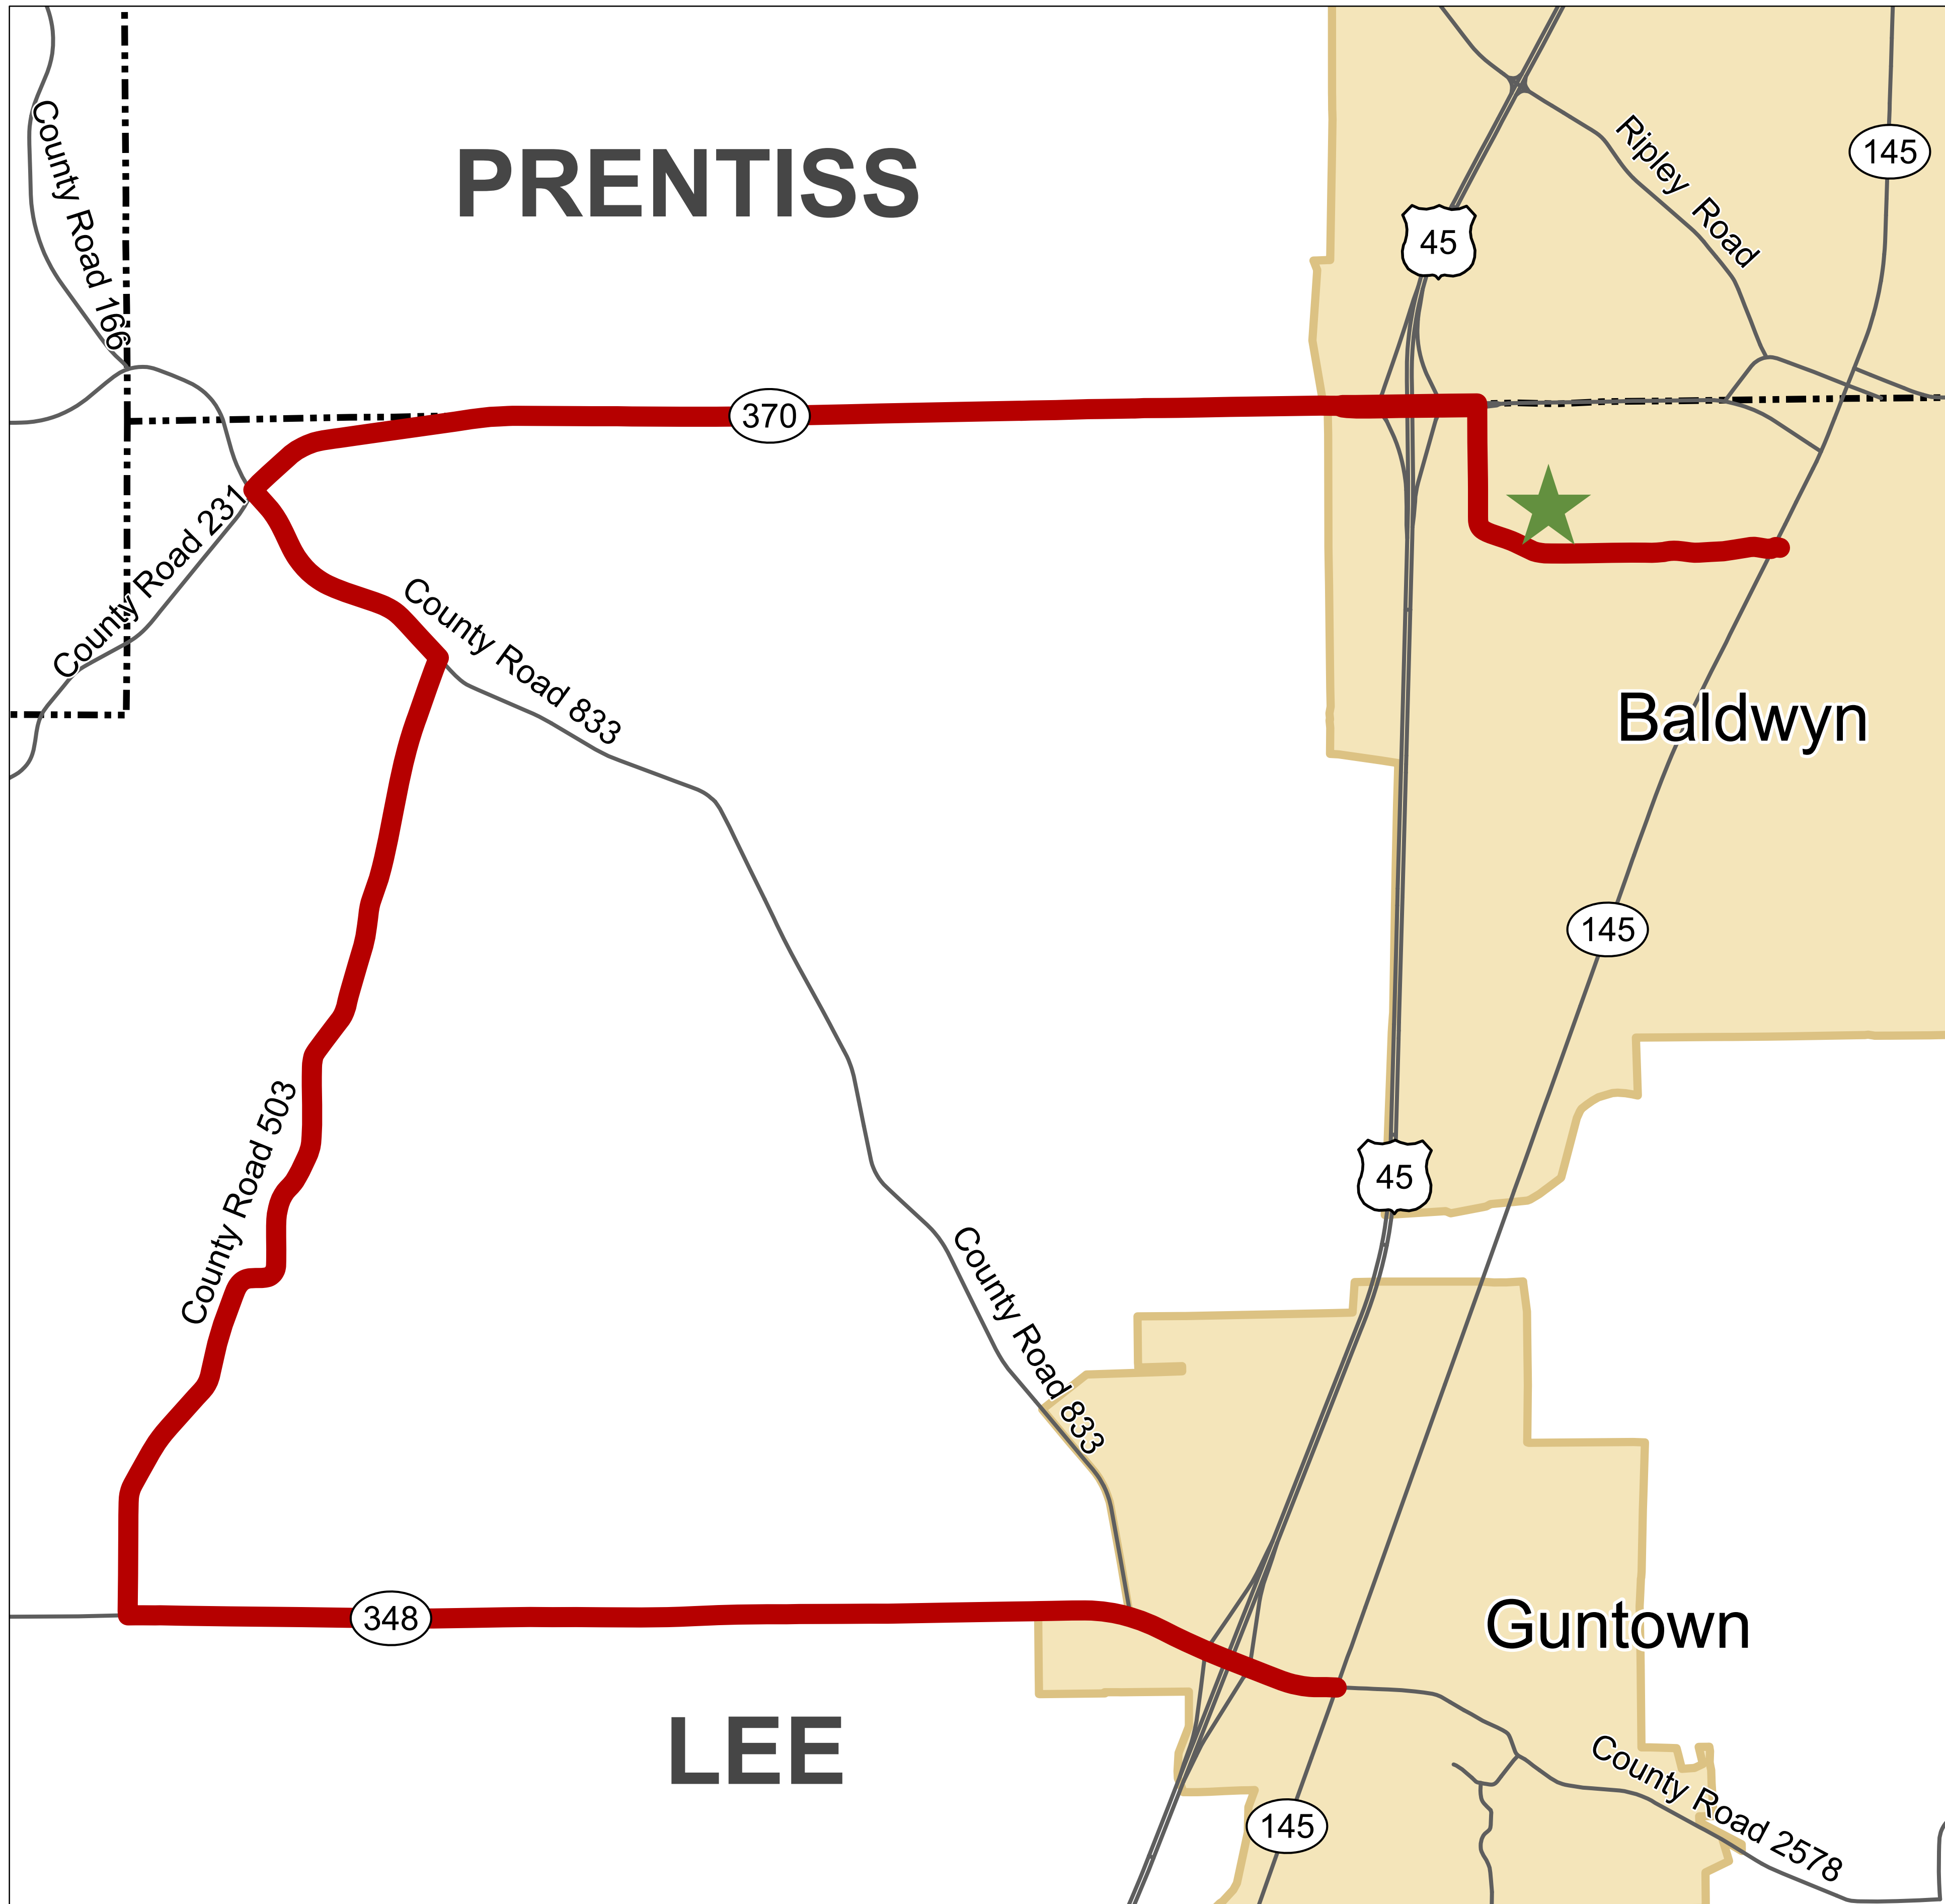 PRENTISS
County Road 166
Ripley Road
145
45
370
County Road 231
County Road 833
Baldwyn
145
County Road 503
45
County Road 833
348
Guntown
LEE
County Road 2578
145